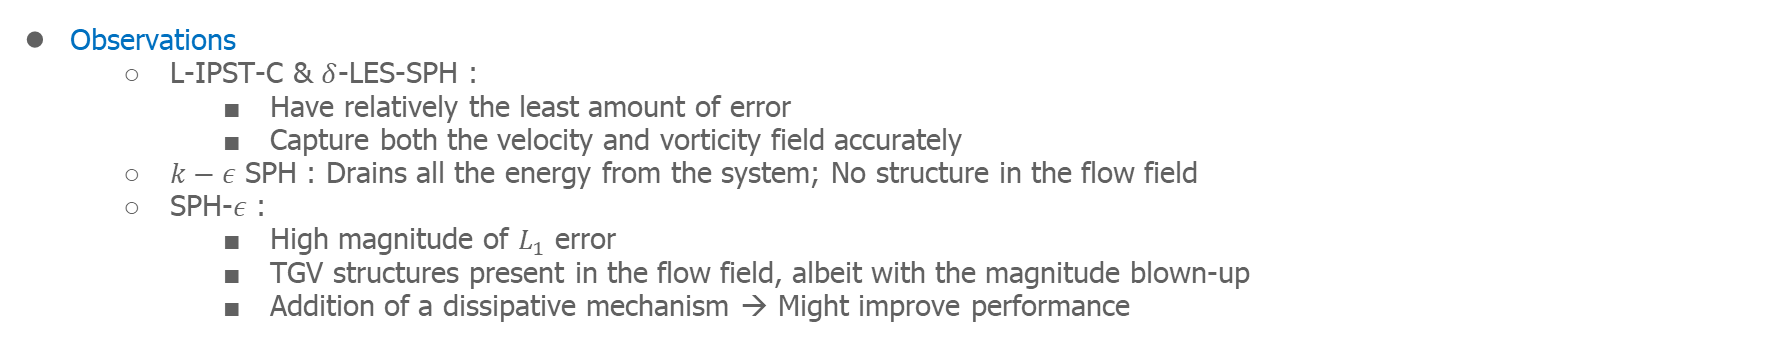 ● Observations
○ L-IPST-C & 𝛿-LES-SPH :
■ Have relatively the least amount of error
■ Capture both the velocity and vorticity field accurately
○ 𝑘 − 𝜖 SPH : Drains all the energy from the system; No structure in the flow field
○ SPH-𝜖 :
■ High magnitude of 𝐿₁ error
■ TGV structures present in the flow field, albeit with the magnitude blown-up
■ Addition of a dissipative mechanism → Might improve performance